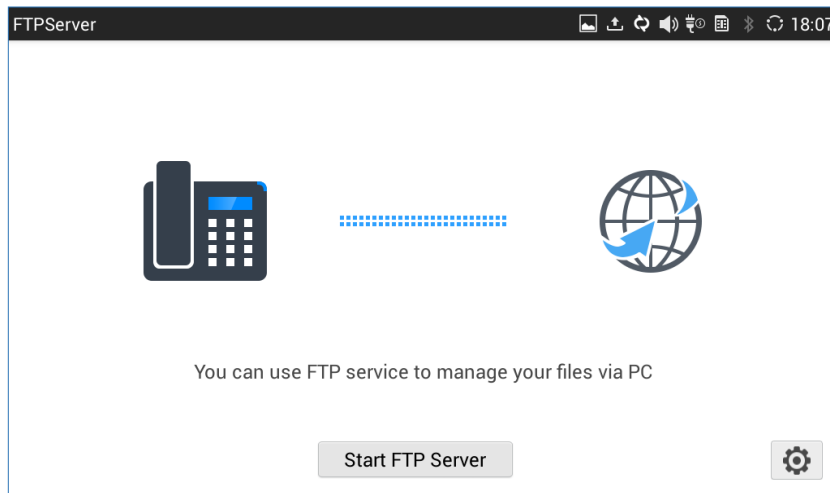 FTPServer 18:07
You can use FTP service to manage your files via PC
Start FTP Server